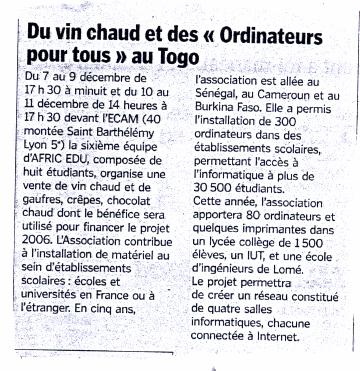 Du vin chaud et des « Ordinateurs
pour tous » au Togo
Du 7 au 9 décembre de
17 h 30 à minuit et du 10 au
11 décembre de 14 heures à
17 h 30 devant l'ECAM (40
montée Saint Barthélémy
Lyon 5e) la sixième équipe
d'AFRIC EDU, composée de
huit étudiants, organise une
vente de vin chaud et de
gaufres, crêpes, chocolat
chaud dont le bénéfice sera
utilisé pour financer le projet
2006. L'Association contribue
à l'installation de matériel au
sein d'établissements
scolaires : écoles et
universités en France ou à
l'étranger. En cinq ans,
l'association est allée au
Sénégal, au Cameroun et au
Burkina Faso. Elle a permis
l'installation de 300
ordinateurs dans des
établissements scolaires,
permettant l'accès à
l'informatique à plus de
30 500 étudiants.
Cette année, l'association
apportera 80 ordinateurs et
quelques imprimantes dans
un lycée collège de 1 500
élèves, un IUT, et une école
d'ingénieurs de Lomé.
Le projet permettra
de créer un réseau constitué
de quatre salles
informatiques, chacune
connectée à Internet.